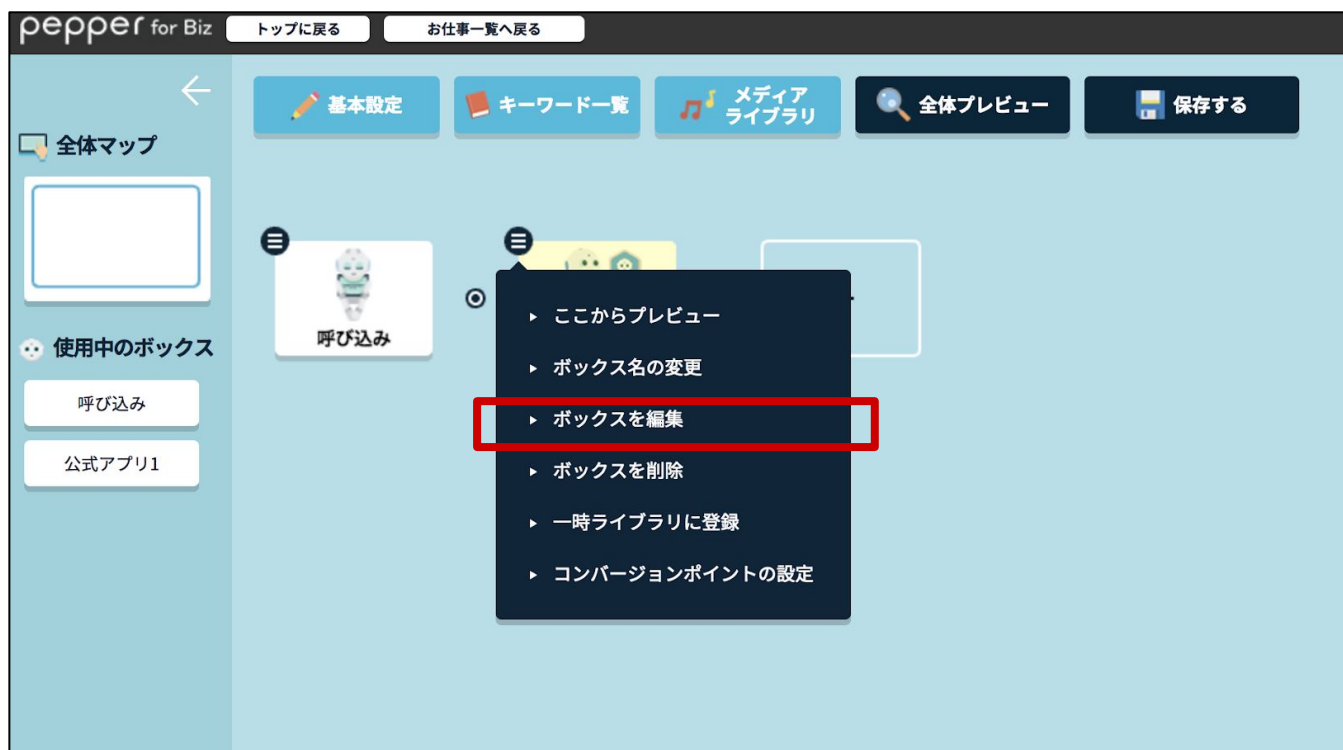 pepper for Biz
トップに戻る
お仕事一覧へ戻る
基本設定
キーワード一覧
メディア
ライブラリ
全体プレビュー
保存する
全体マップ
使用中のボックス
呼び込み
公式アプリ1
呼び込み
ここからプレビュー
ボックス名の変更
ボックスを編集
ボックスを削除
一時ライブラリに登録
コンバージョンポイントの設定